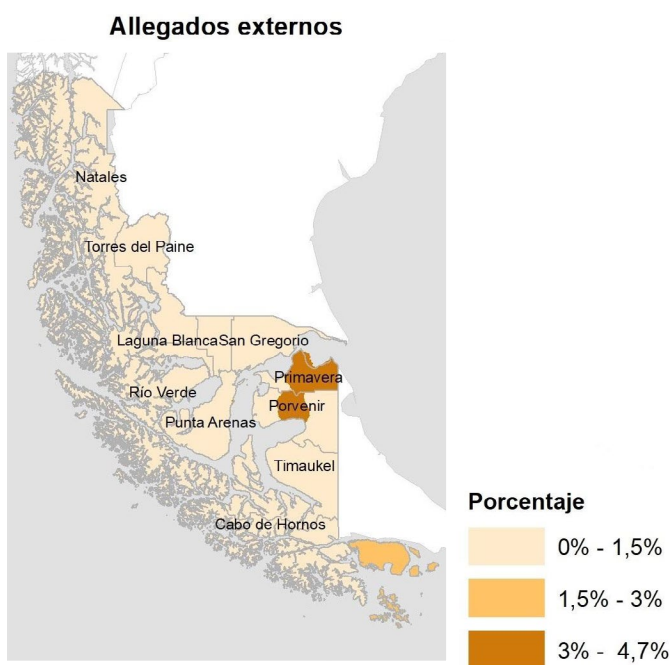 Allegados externos
Natales
Torres del Paine
Laguna Blanca
San Gregorio
Primavera
Río Verde
Porvenir
Punta Arenas
Timaukel
Cabo de Hornos
Porcentaje
0% - 1,5%
1,5% - 3%
3% - 4,7%